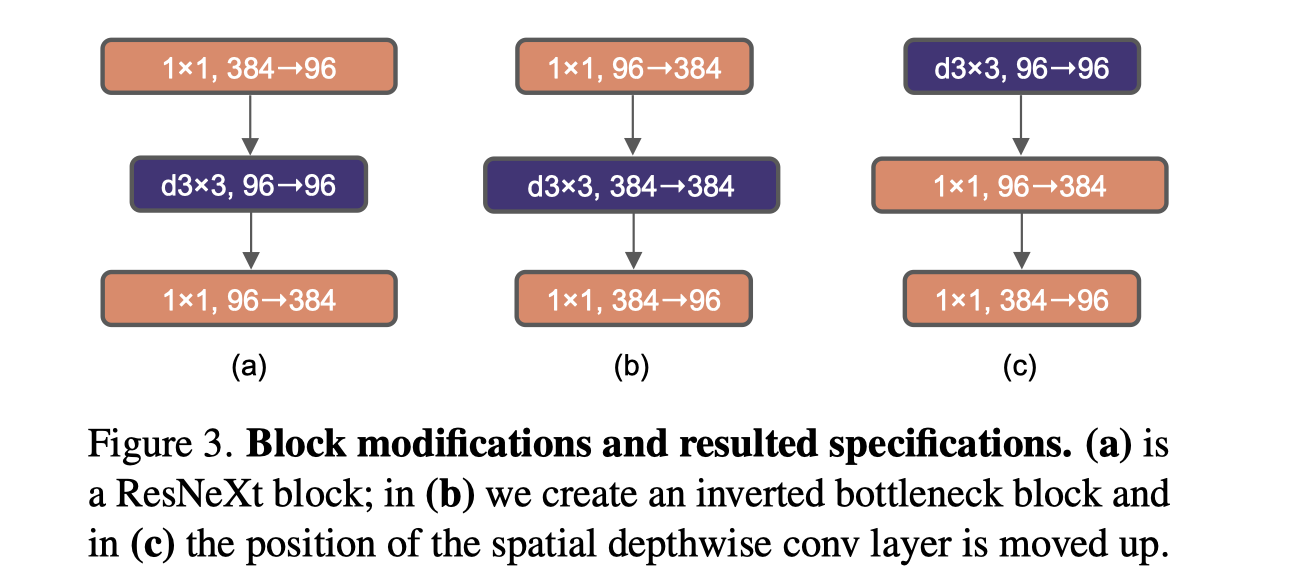 1×1, 384→96
d3×3, 96→96
1×1, 96→384
(a)
1×1, 96→384
d3×3, 384→384
1×1, 384→96
(b)
d3×3, 96→96
1×1, 96→384
1×1, 384→96
(c)
Figure 3. Block modifications and resulted specifications. (a) is
a ResNeXt block; in (b) we create an inverted bottleneck block and
in (c) the position of the spatial depthwise conv layer is moved up.